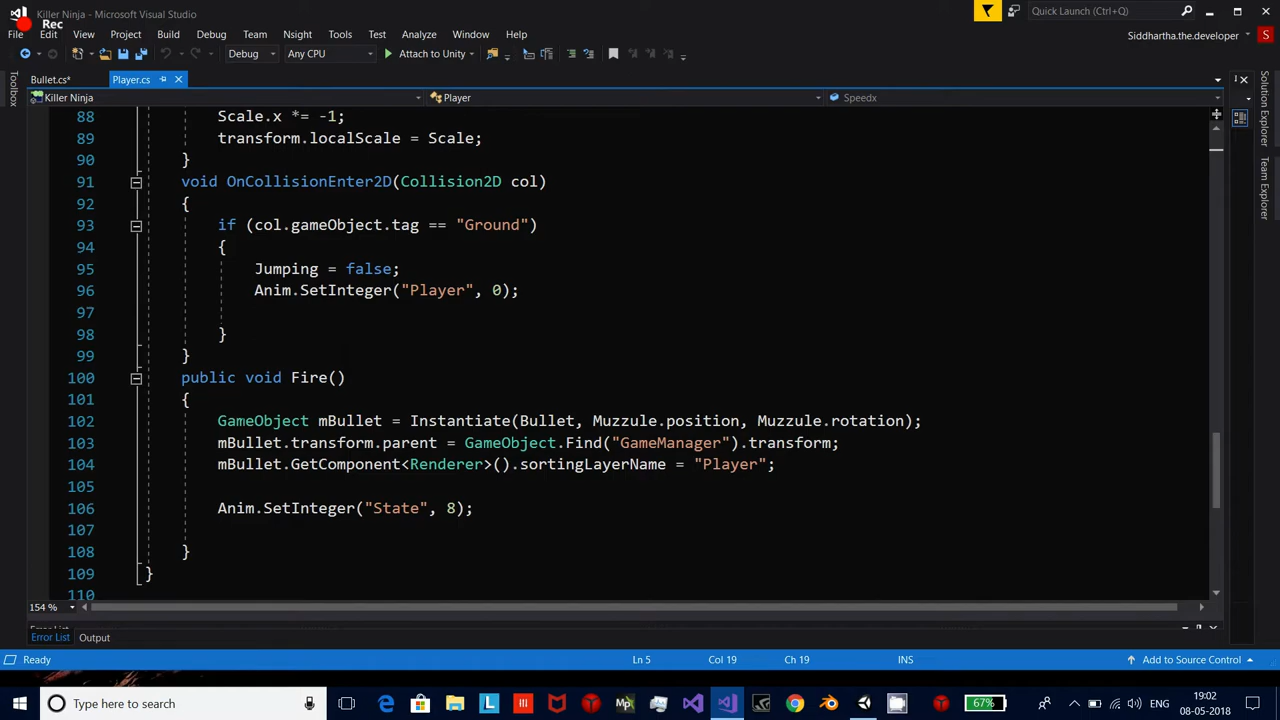 Killer Ninja - Microsoft Visual Studio
Quick Launch (Ctrl+Q)
Rec
File Edit View Project Build Debug Team Nsight Tools Test Analyze Window Help
Siddhartha.the.developer S
Debug Any CPU Attach to Unity
Bullet.cs* Player.cs
Killer Ninja Player Speedx
Toolbox
Solution Explorer
Team Explorer
88 Scale.x *= -1;
89 transform.localScale = Scale;
90 }
91 void OnCollisionEnter2D(Collision2D col)
92 {
93 if (col.gameObject.tag == "Ground")
94 {
95 Jumping = false;
96 Anim.SetInteger("Player", 0);
97
98 }
99 }
100 public void Fire()
101 {
102 GameObject mBullet = Instantiate(Bullet, Muzzule.position, Muzzule.rotation);
103 mBullet.transform.parent = GameObject.Find("GameManager").transform;
104 mBullet.GetComponent<Renderer>().sortingLayerName = "Player";
105
106 Anim.SetInteger("State", 8);
107
108 }
109 }
110
154 %
Error List Output
Ready Ln 5 Col 19 Ch 19 INS Add to Source Control
Type here to search
67%
ENG
19:02
08-05-2018